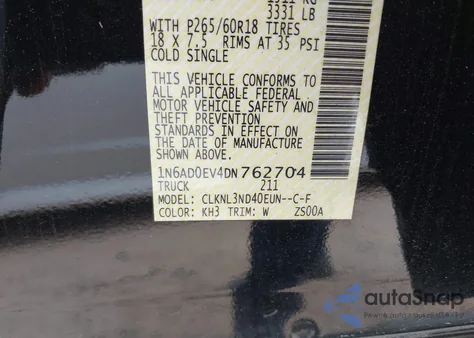 3331 LB
WITH P265/60R18 TIRES
18 X 7.5 RIMS AT 35 PSI
COLD SINGLE
THIS VEHICLE CONFORMS TO
ALL APPLICABLE FEDERAL
MOTOR VEHICLE SAFETY AND
THEFT PREVENTION
STANDARDS IN EFFECT ON
THE DATE OF MANUFACTURE
SHOWN ABOVE.
1N6AD0EV4DN762704
TRUCK 211
MODEL: CLKNL3ND40EUN--C-F
COLOR: KH3 TRIM: W ZS00A
autoSnap